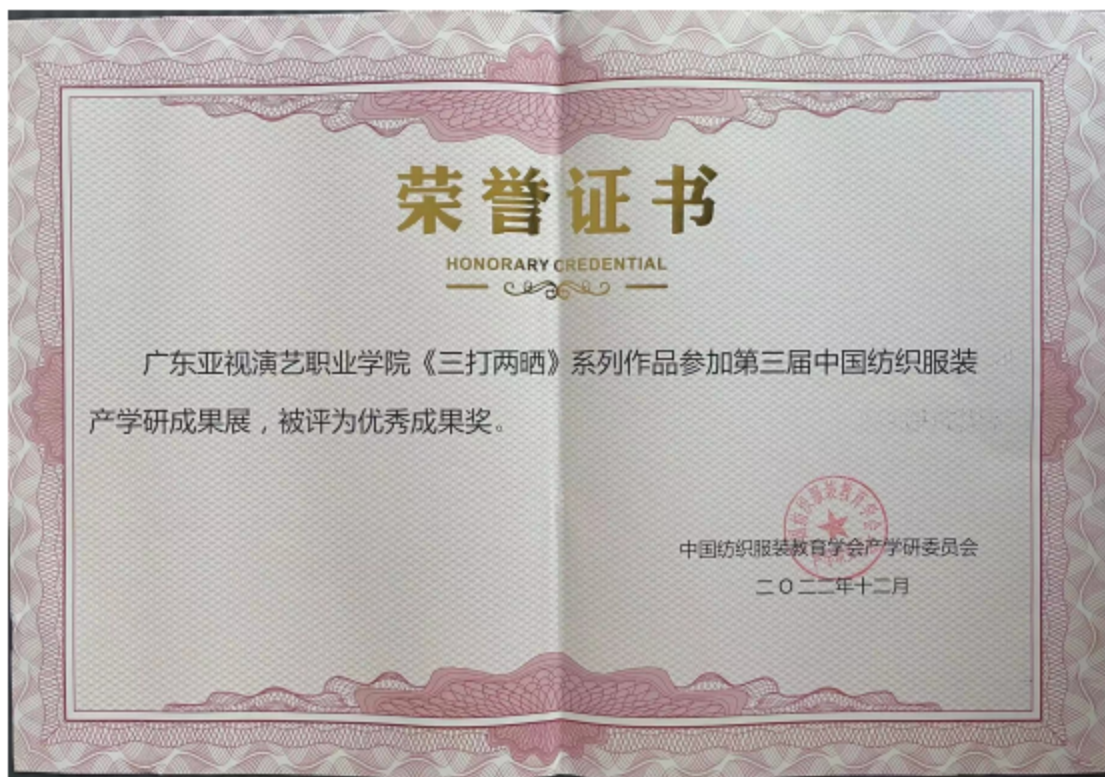 荣誉证书
HONORARY CREDENTIAL
广东亚视演艺职业学院《三打两晒》系列作品参加第三届中国纺织服装
产学研成果展，被评为优秀成果奖。
中国纺织服装教育学会产学研委员会
二O二二年十二月